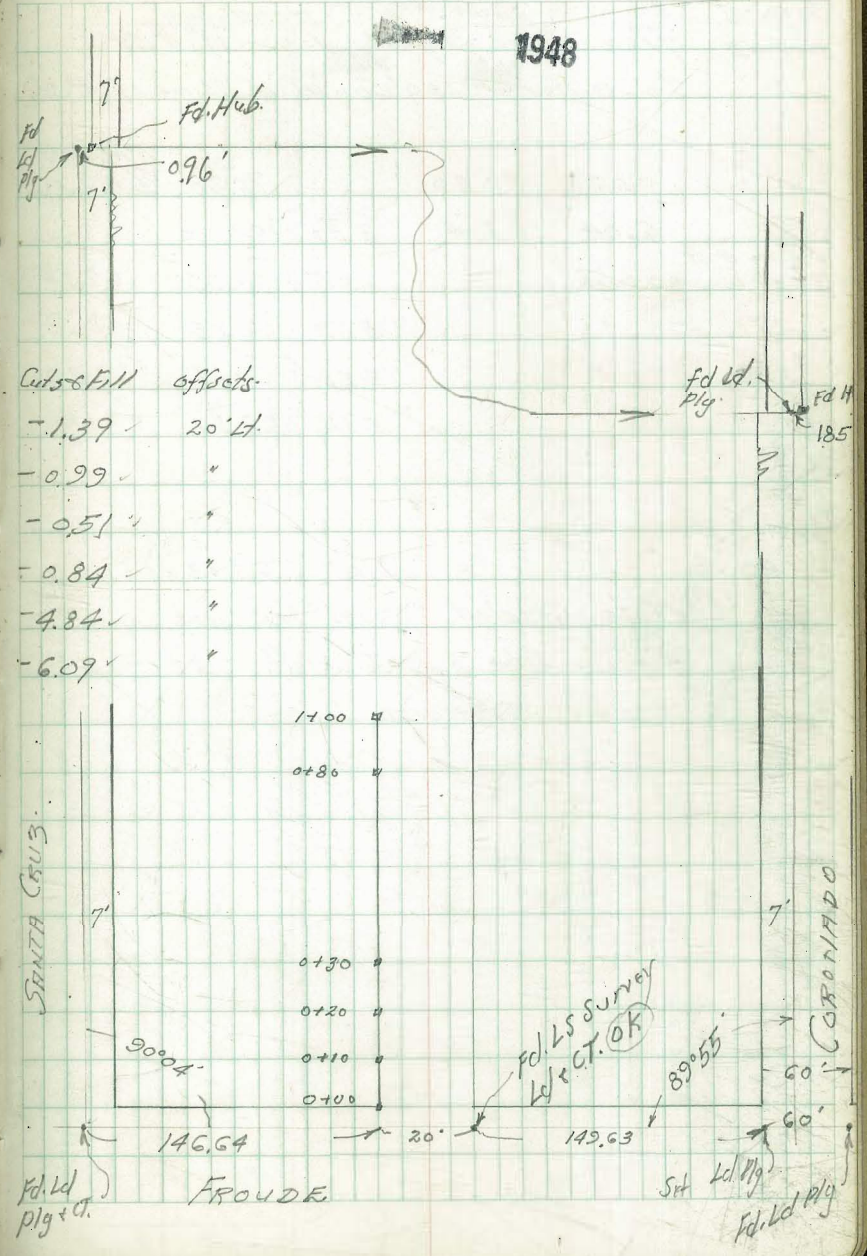 1948
7'
Fd. Hub.
Fd
Ld
Plg
0.96'
7'
Cuts & Fill offsets.
-1.39 20' Lt.
-0.99 "
-0.51 "
-0.84 "
-4.84 "
-6.09 "
Fd Ld.
Plg.
Fd H
185
1+00
0+80
SANTA CRUZ.
7'
7'
CORONADO
0+30
0+20
0+10
0+00
90°04'
Fd. LS Survey
Ld & C.T. OK
89°55'
60'
60'
146.64
20'
149.63
Fd. Ld
Plg & CT.
FROUDE
Set Ld Plg
Fd. Ld Plg